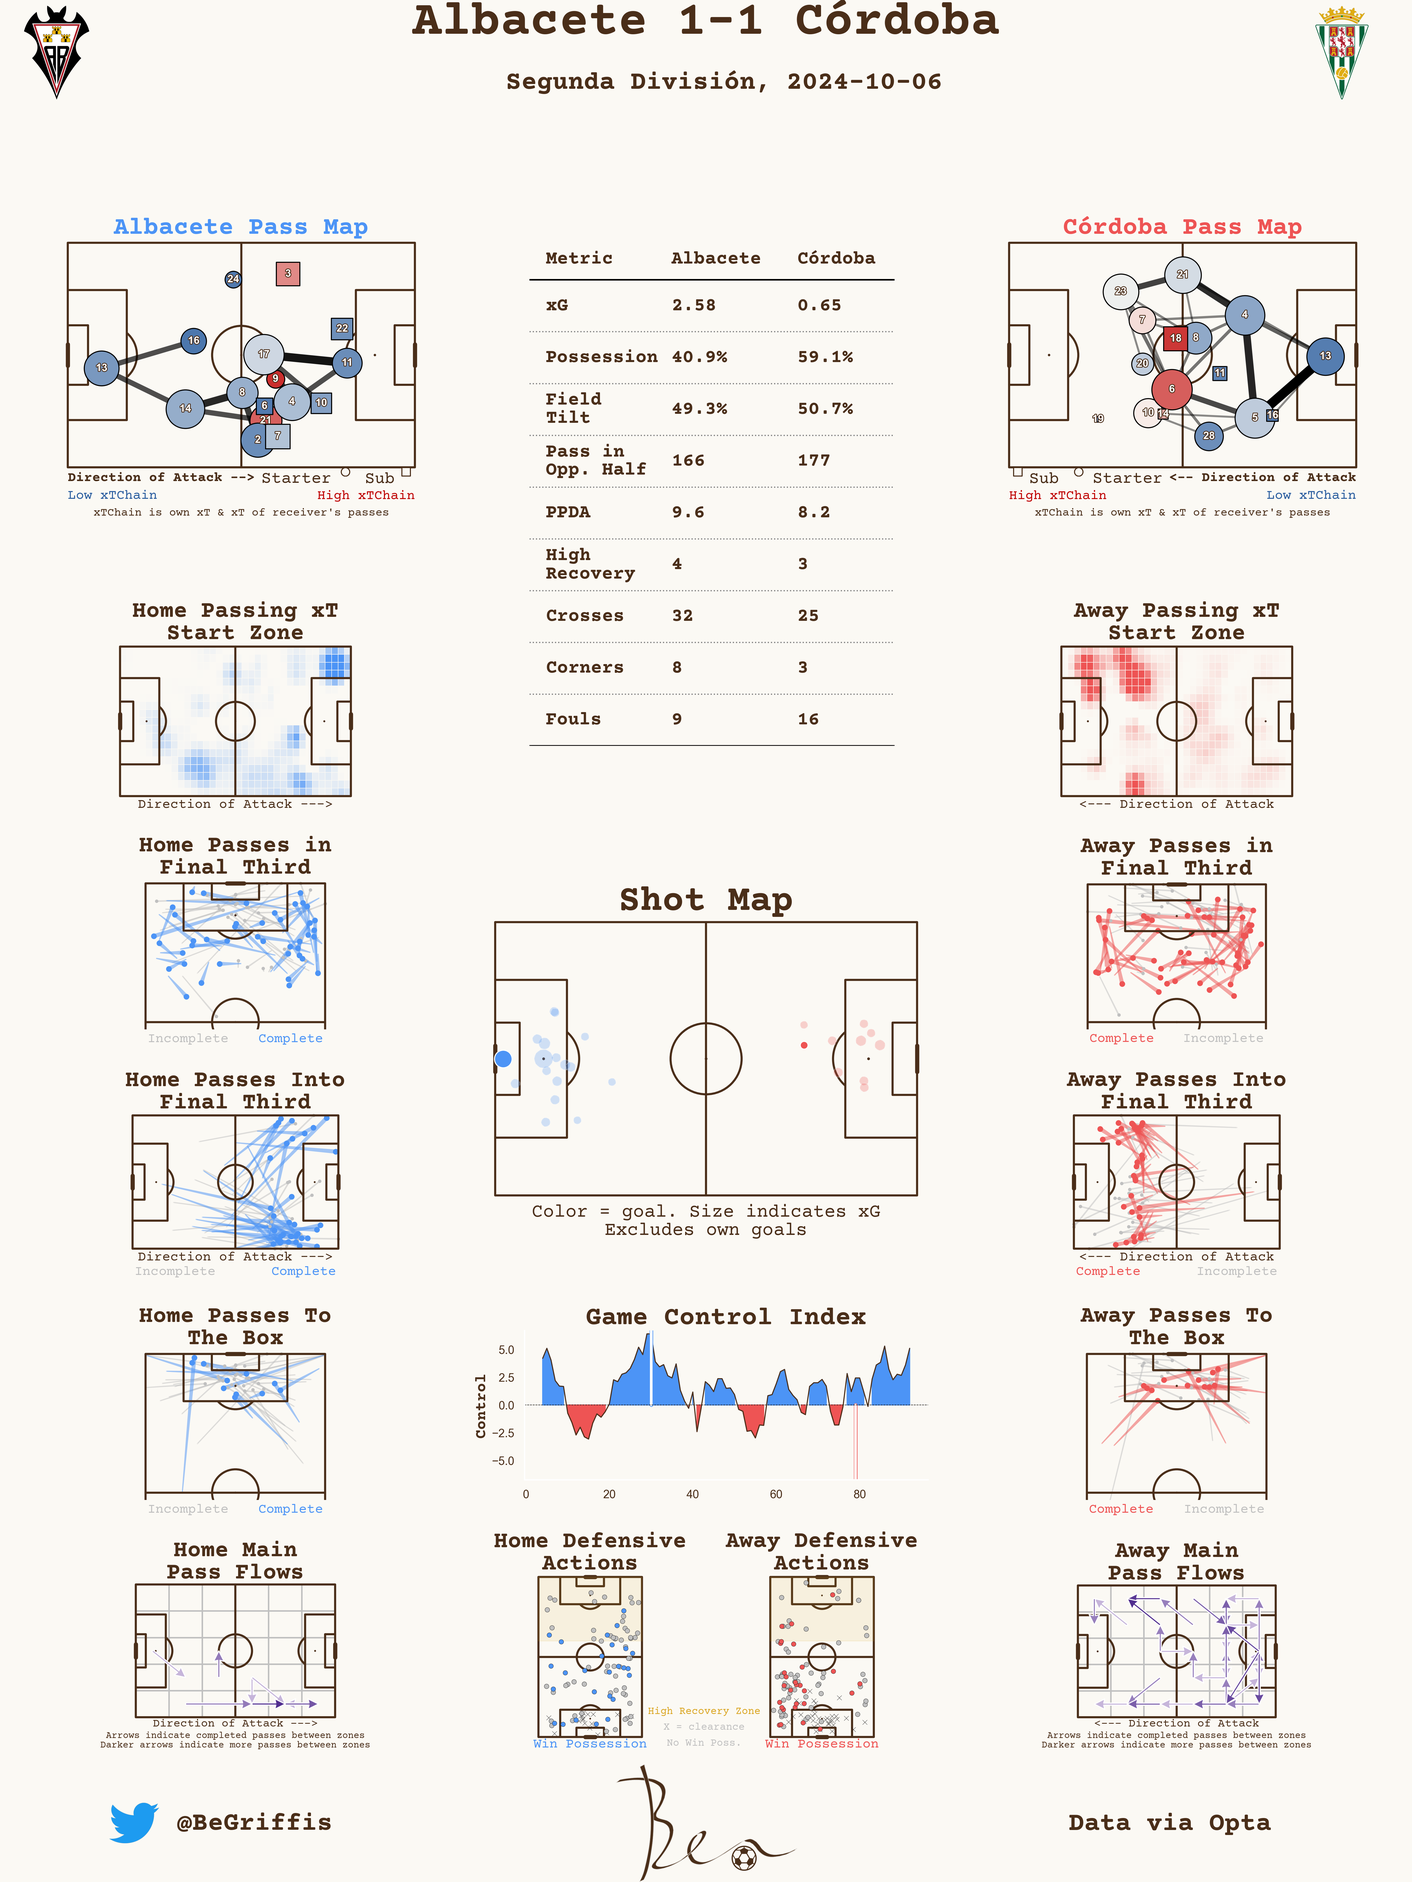 Albacete 1-1 Córdoba
Segunda División, 2024-10-06
Albacete Pass Map
24
3
22
16
17
11
13
9
8
6
4
10
14
21
2
7
Direction of Attack --> Starter Sub
Low xTChain High xTChain
xTChain is own xT & xT of receiver's passes
Metric Albacete Córdoba
xG 2.58 0.65
Possession 40.9% 59.1%
Field
Tilt 49.3% 50.7%
Pass in
Opp. Half 166 177
PPDA 9.6 8.2
High
Recovery 4 3
Crosses 32 25
Corners 8 3
Fouls 9 16
Córdoba Pass Map
21
23
7
4
18
8
13
20
11
6
10
14
19
5
16
28
Sub Starter <-- Direction of Attack
High xTChain Low xTChain
xTChain is own xT & xT of receiver's passes
Home Passing xT
Start Zone
Direction of Attack --->
Away Passing xT
Start Zone
<--- Direction of Attack
Home Passes in
Final Third
Incomplete Complete
Away Passes in
Final Third
Complete Incomplete
Shot Map
Color = goal. Size indicates xG
Excludes own goals
Home Passes Into
Final Third
Direction of Attack --->
Incomplete Complete
Away Passes Into
Final Third
<--- Direction of Attack
Complete Incomplete
Home Passes To
The Box
Incomplete Complete
Game Control Index
Control
5.0
2.5
0.0
−2.5
−5.0
0 20 40 60 80
Away Passes To
The Box
Complete Incomplete
Home Main
Pass Flows
Direction of Attack --->
Arrows indicate completed passes between zones
Darker arrows indicate more passes between zones
Home Defensive
Actions
Win Possession
High Recovery Zone
X = clearance
No Win Poss.
Away Defensive
Actions
Win Possession
Away Main
Pass Flows
<--- Direction of Attack
Arrows indicate completed passes between zones
Darker arrows indicate more passes between zones
@BeGriffis
Ben
Data via Opta